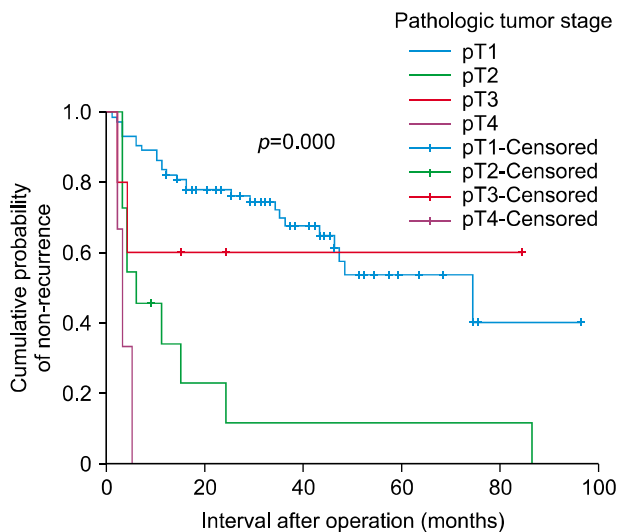 Pathologic tumor stage
pT1
pT2
pT3
pT4
pT1-Censored
pT2-Censored
pT3-Censored
pT4-Censored
p=0.000
Cumulative probability
of non-recurrence
1.0
0.8
0.6
0.4
0.2
0
0
20
40
60
80
100
Interval after operation (months)